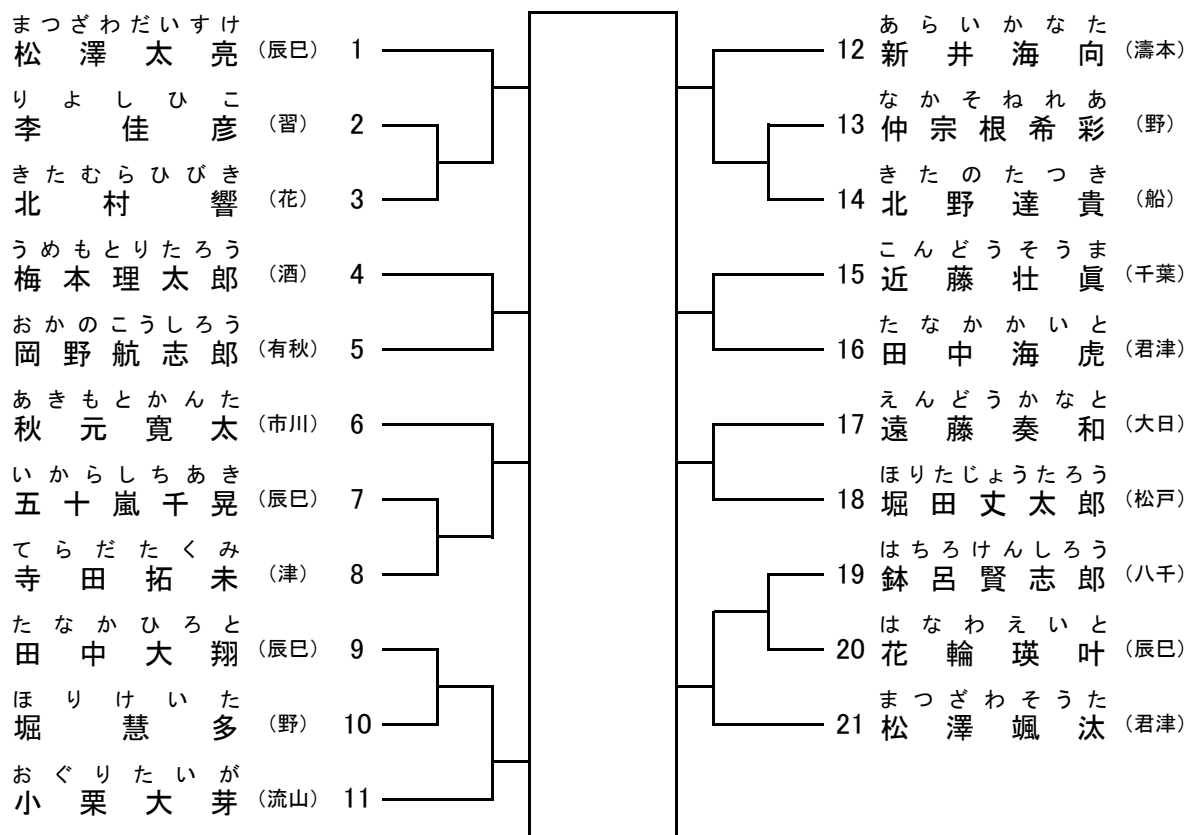 まつざわだいすけ
松澤太亮 （辰巳） 1
りよしひこ
李佳彦 （習） 2
きたむらひびき
北村響 （花） 3
うめもとりたろう
梅本理太郎 （酒） 4
おかのこうしろう
岡野航志郎 （有秋） 5
あきもとかんた
秋元寛太 （市川） 6
いからしちあき
五十嵐千晃 （辰巳） 7
てらだたくみ
寺田拓未 （津） 8
たなかひろと
田中大翔 （辰巳） 9
ほりけいた
堀慧多 （野） 10
おぐりたいが
小栗大芽 （流山） 11
あらいかなた
12 新井海向 （濤本）
なかそねれあ
13 仲宗根希彩 （野）
きたのたつき
14 北野達貴 （船）
こんどうそうま
15 近藤壮眞 （千葉）
たなかかいと
16 田中海虎 （君津）
えんどうかなと
17 遠藤奏和 （大日）
ほりたじょうたろう
18 堀田丈太郎 （松戸）
はちろけんしろう
19 鉢呂賢志郎 （八千）
はなわえいと
20 花輪瑛叶 （辰巳）
まつざわそうた
21 松澤颯汰 （君津）